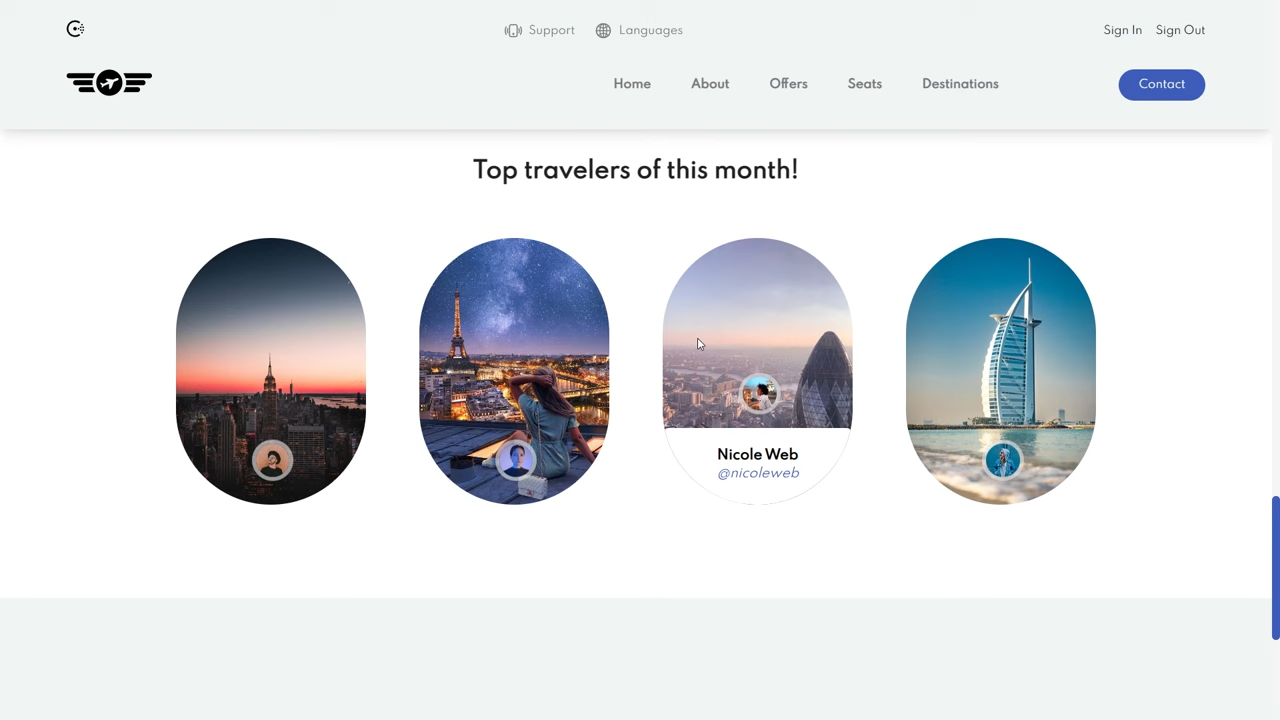 Support
Languages
Sign In
Sign Out
Home
About
Offers
Seats
Destinations
Contact
Top travelers of this month!
Nicole Web
@nicoleweb